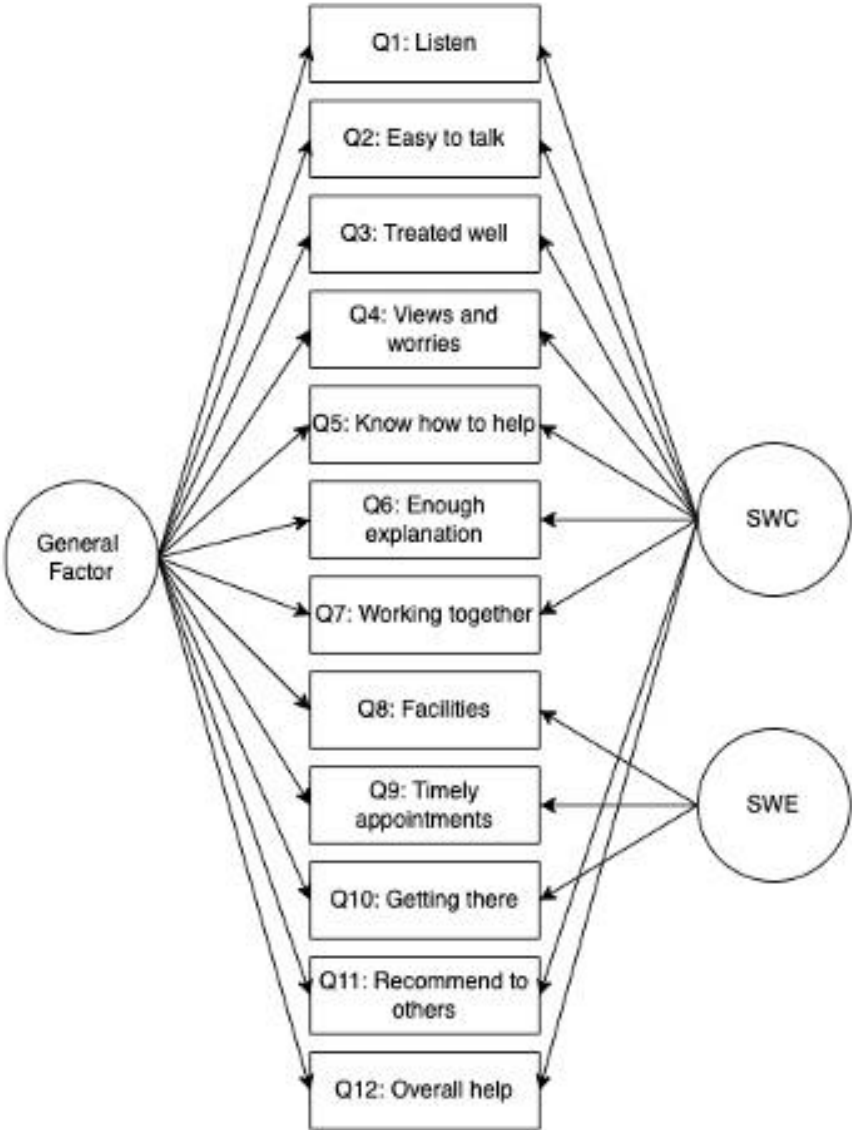 Q1: Listen
Q2: Easy to talk
Q3: Treated well
Q4: Views and
worries
Q5: Know how to help
Q6: Enough
explanation
Q7: Working together
Q8: Facilities
Q9: Timely
appointments
Q10: Getting there
Q11: Recommend to
others
Q12: Overall help
General
Factor
SWC
SWE